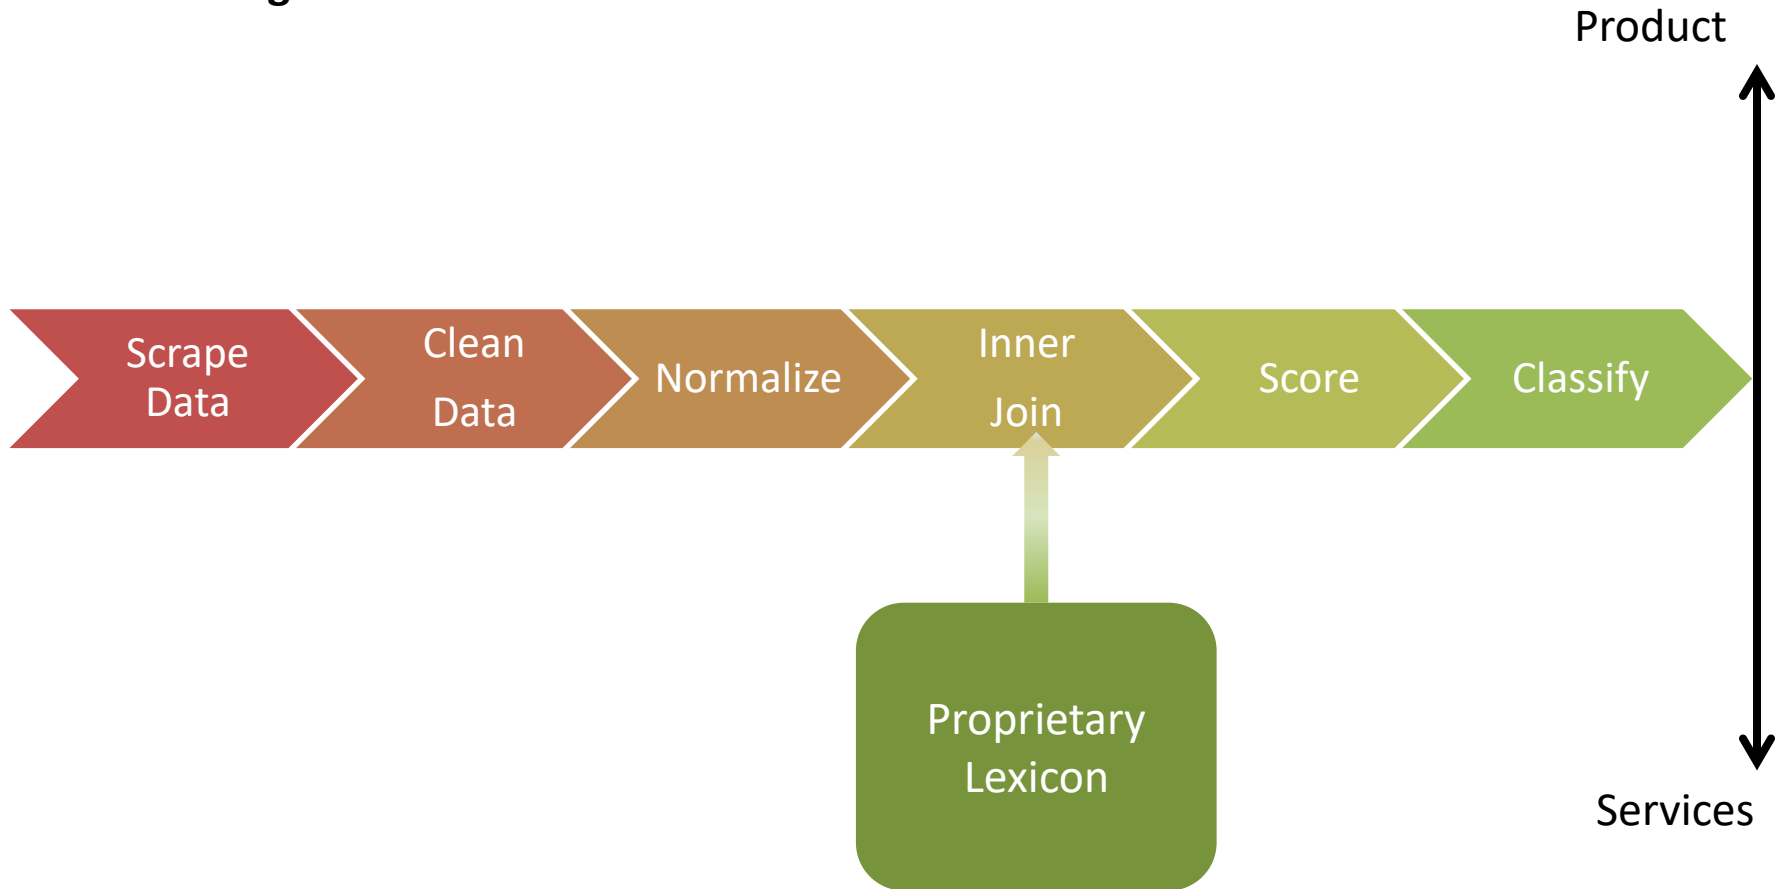 Product
Scrape
Data
Clean
Data
Normalize
Inner
Join
Score
Classify
Proprietary
Lexicon
Services